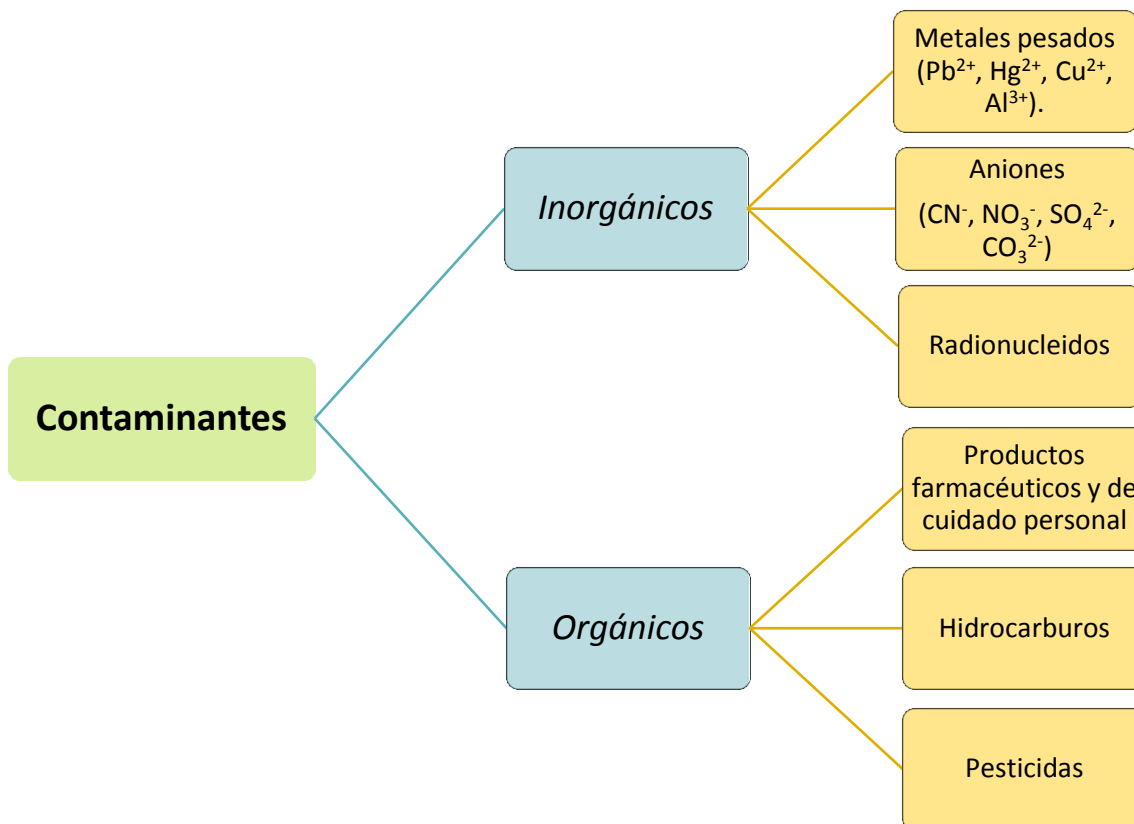 Contaminantes
Inorgánicos
Metales pesados
(Pb²⁺, Hg²⁺, Cu²⁺,
Al³⁺).
Aniones
(CN⁻, NO₃⁻, SO₄²⁻,
CO₃²⁻)
Radionucleidos
Orgánicos
Productos
farmacéuticos y de
cuidado personal
Hidrocarburos
Pesticidas